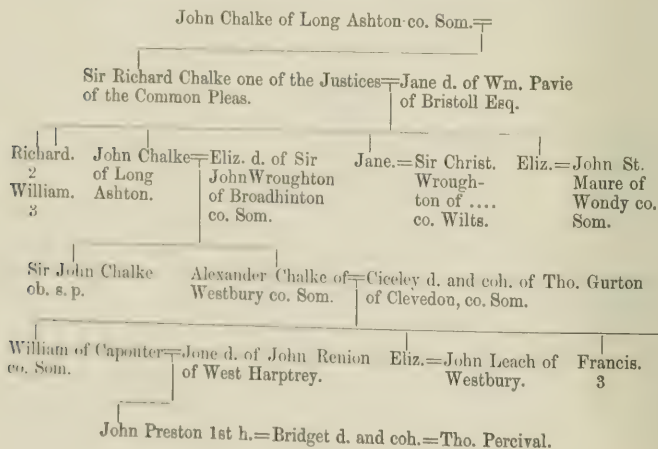 John Chalke of Long Ashton co. Som.=
Sir Richard Chalke one of the Justices=Jane d. of Wm. Pavie
of the Common Pleas. of Bristoll Esq.
Richard. John Chalke=Eliz. d. of Sir Jane.=Sir Christ. Eliz.=John St.
2 of Long John Wroughton Wrough- Maure of
William. Ashton. of Broadhinton ton of .... Wondy co.
3 co. Som. co. Wilts. Som.
Sir John Chalke Alexander Chalke of=Ciceley d. and coh. of Tho. Gurton
ob. s. p. Westbury co. Som. of Clevedon, co. Som.
William of Caponter=Jone d. of John Renion Eliz.=John Leach of Francis.
co. Som. of West Harptrey. Westbury. 3
John Preston 1st h.=Bridget d. and coh.=Tho. Percival.